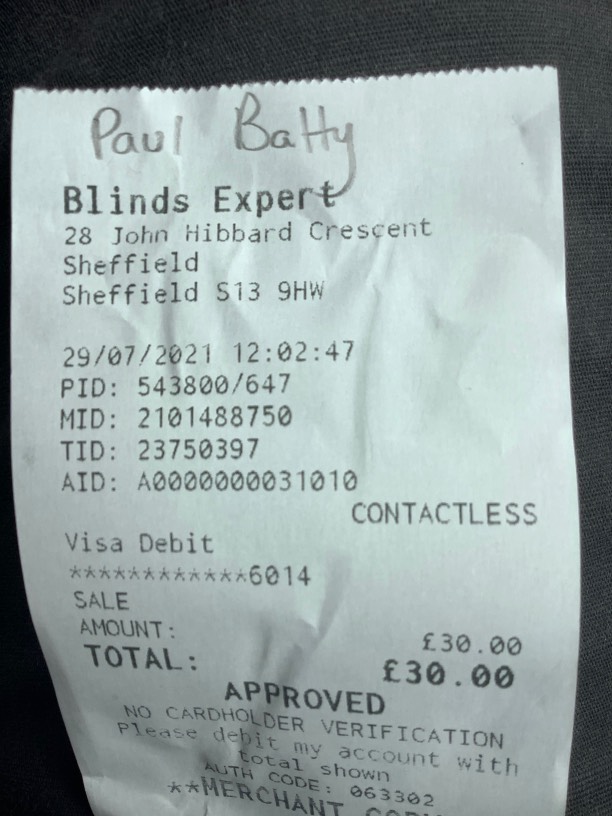 Paul Batty
Blinds Expert
28 John Hibbard Crescent
Sheffield
Sheffield S13 9HW
29/07/2021 12:02:47
PID: 543800/647
MID: 2101488750
TID: 23750397
AID: A0000000031010
CONTACTLESS
Visa Debit
************6014
SALE
AMOUNT: £30.00
TOTAL: £30.00
APPROVED
NO CARDHOLDER VERIFICATION
Please debit my account with
total shown
AUTH CODE: 063302
**MERCHANT COPY